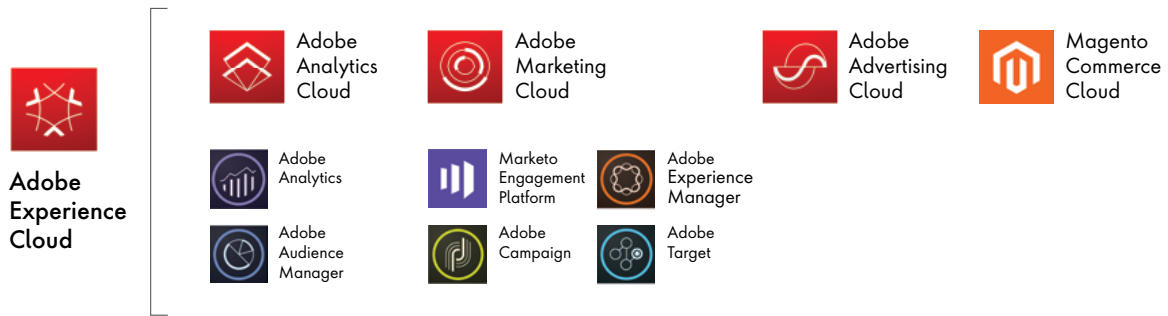 Adobe
Experience
Cloud
Adobe
Analytics
Cloud
Adobe
Marketing
Cloud
Adobe
Advertising
Cloud
Magento
Commerce
Cloud
Adobe
Analytics
Marketo
Engagement
Platform
Adobe
Experience
Manager
Adobe
Audience
Manager
Adobe
Campaign
Adobe
Target